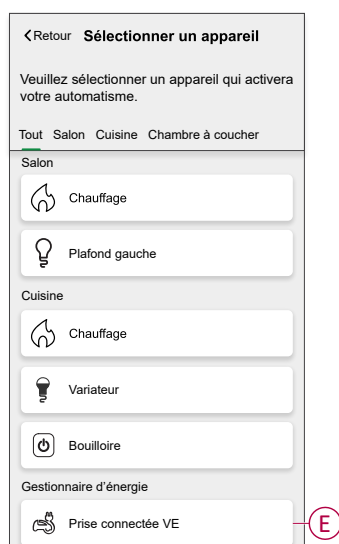 Retour Sélectionner un appareil
Veuillez sélectionner un appareil qui activera
votre automatisme.
Tout Salon Cuisine Chambre à coucher
Salon
Chauffage
Plafond gauche
Cuisine
Chauffage
Variateur
Bouilloire
Gestionnaire d'énergie
Prise connectée VE
E